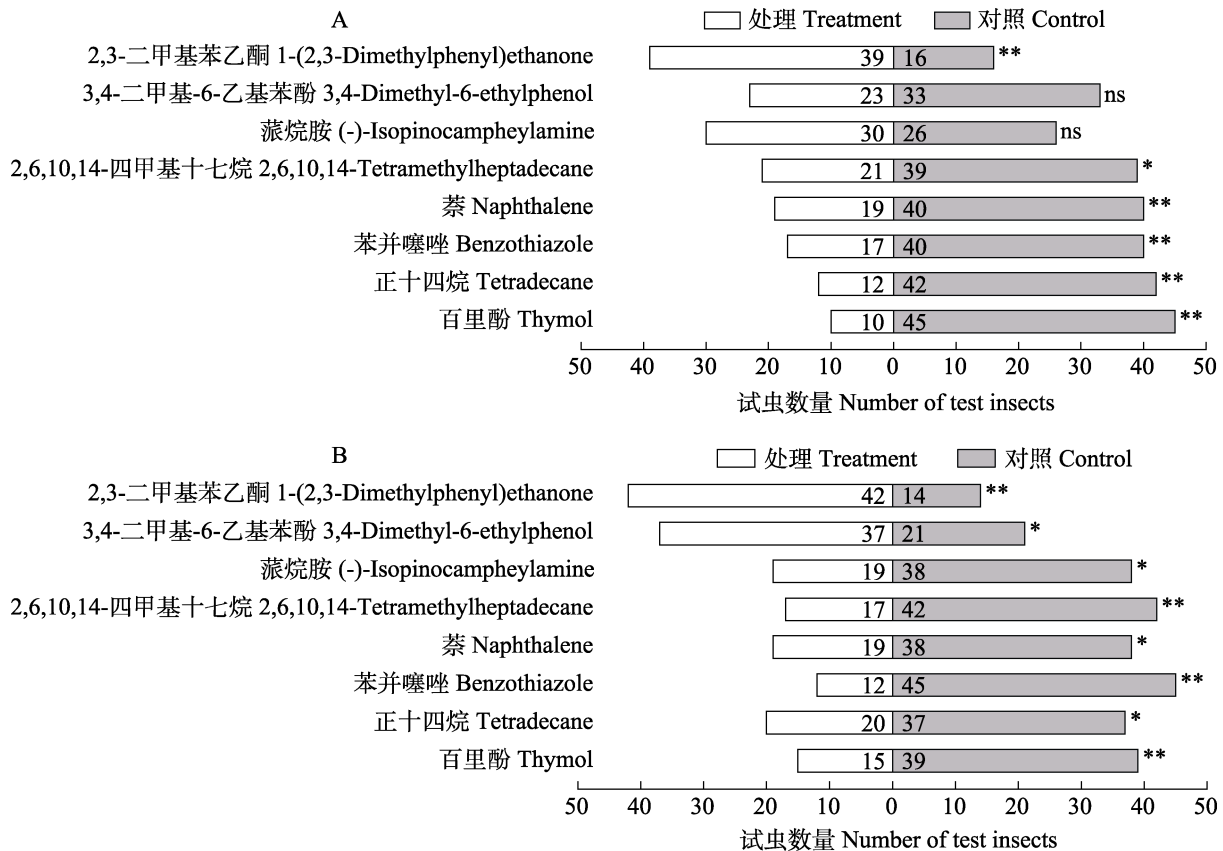 A
处理 Treatment 对照 Control
2,3-二甲基苯乙酮 1-(2,3-Dimethylphenyl)ethanone 39 16 **
3,4-二甲基-6-乙基苯酚 3,4-Dimethyl-6-ethylphenol 23 33 ns
蒎烷胺 (-)-Isopinocampheylamine 30 26 ns
2,6,10,14-四甲基十七烷 2,6,10,14-Tetramethylheptadecane 21 39 *
萘 Naphthalene 19 40 **
苯并噻唑 Benzothiazole 17 40 **
正十四烷 Tetradecane 12 42 **
百里酚 Thymol 10 45 **
50 40 30 20 10 0 10 20 30 40 50
试虫数量 Number of test insects
B
处理 Treatment 对照 Control
2,3-二甲基苯乙酮 1-(2,3-Dimethylphenyl)ethanone 42 14 **
3,4-二甲基-6-乙基苯酚 3,4-Dimethyl-6-ethylphenol 37 21 *
蒎烷胺 (-)-Isopinocampheylamine 19 38 *
2,6,10,14-四甲基十七烷 2,6,10,14-Tetramethylheptadecane 17 42 **
萘 Naphthalene 19 38 *
苯并噻唑 Benzothiazole 12 45 **
正十四烷 Tetradecane 20 37 *
百里酚 Thymol 15 39 **
50 40 30 20 10 0 10 20 30 40 50
试虫数量 Number of test insects